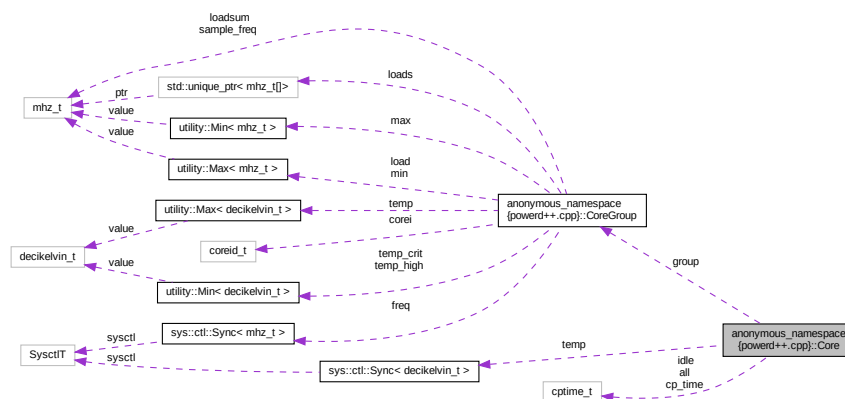 loadsum
sample_freq
loads
std::unique_ptr< mhz_t[]>
ptr
mhz_t
value
utility::Min< mhz_t >
max
value
utility::Max< mhz_t >
load
min
anonymous_namespace
{powerd++.cpp}::CoreGroup
utility::Max< decikelvin_t >
temp
corei
value
coreid_t
decikelvin_t
temp_crit
temp_high
value
utility::Min< decikelvin_t >
group
freq
sysctl
sys::ctl::Sync< mhz_t >
anonymous_namespace
{powerd++.cpp}::Core
SysctlT
sysctl
temp
sys::ctl::Sync< decikelvin_t >
idle
all
cp_time
cptime_t